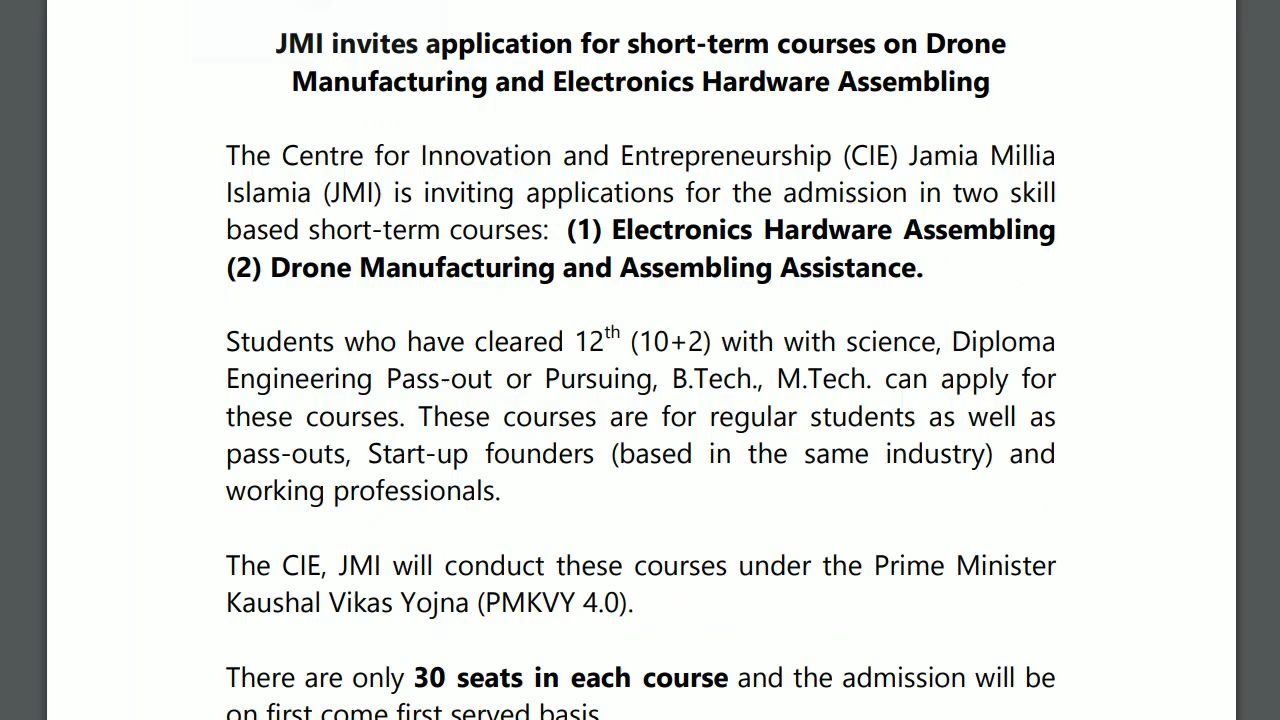 JMI invites application for short-term courses on Drone
Manufacturing and Electronics Hardware Assembling
The Centre for Innovation and Entrepreneurship (CIE) Jamia Millia
Islamia (JMI) is inviting applications for the admission in two skill
based short-term courses: (1) Electronics Hardware Assembling
(2) Drone Manufacturing and Assembling Assistance.
Students who have cleared 12th (10+2) with with science, Diploma
Engineering Pass-out or Pursuing, B.Tech., M.Tech. can apply for
these courses. These courses are for regular students as well as
pass-outs, Start-up founders (based in the same industry) and
working professionals.
The CIE, JMI will conduct these courses under the Prime Minister
Kaushal Vikas Yojna (PMKVY 4.0).
There are only 30 seats in each course and the admission will be
on first come first served basis